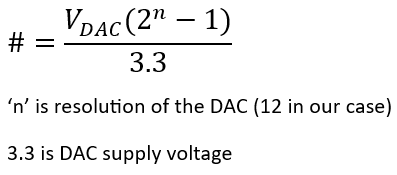 # = V_DAC(2^n − 1) / 3.3
‘n’ is resolution of the DAC (12 in our case)
3.3 is DAC supply voltage